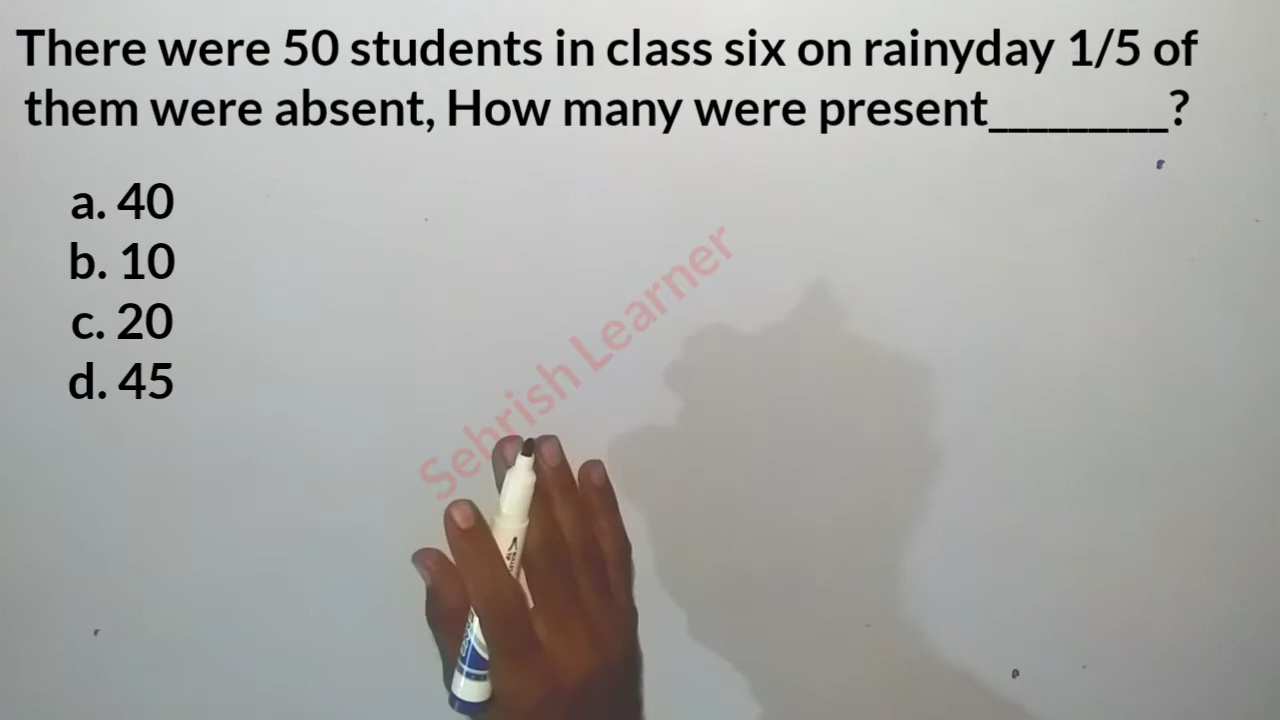 There were 50 students in class six on rainyday 1/5 of
them were absent, How many were present_________?
a. 40
b. 10
c. 20
d. 45
Sehrish Learner